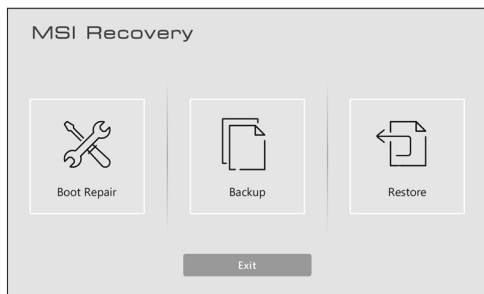 MSI Recovery
Boot Repair
Backup
Restore
Exit